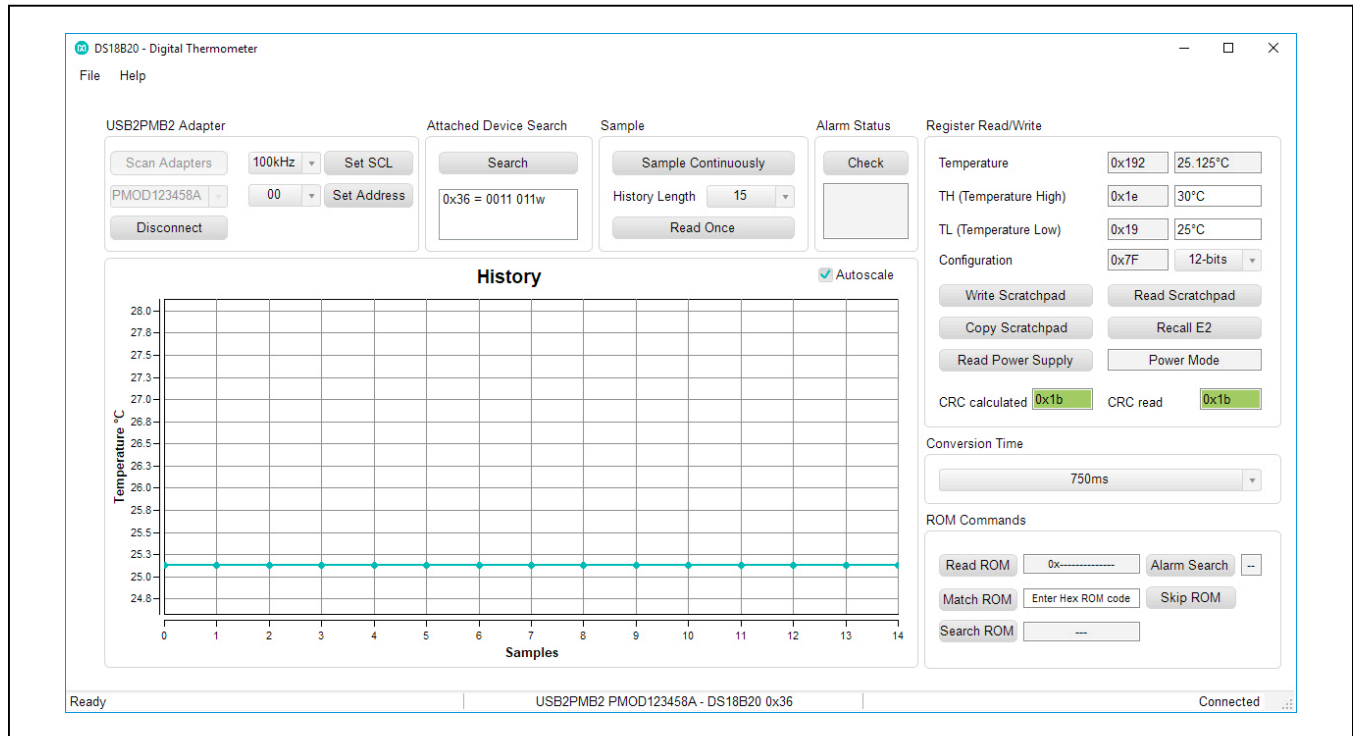 DS18B20 - Digital Thermometer
File Help
USB2PMB2 Adapter
Scan Adapters 100kHz Set SCL
PMOD123458A 00 Set Address
Disconnect
Attached Device Search
Search
0x36 = 0011 011w
Sample
Sample Continuously
History Length 15
Read Once
Alarm Status
Check
History
Autoscale
Temperature °C
28.0
27.8
27.5
27.3
27.0
26.8
26.5
26.3
26.0
25.8
25.5
25.3
25.0
24.8
0 1 2 3 4 5 6 7 8 9 10 11 12 13 14
Samples
Register Read/Write
Temperature 0x192 25.125°C
TH (Temperature High) 0x1e 30°C
TL (Temperature Low) 0x19 25°C
Configuration 0x7F 12-bits
Write Scratchpad Read Scratchpad
Copy Scratchpad Recall E2
Read Power Supply Power Mode
CRC calculated 0x1b CRC read 0x1b
Conversion Time
750ms
ROM Commands
Read ROM 0x-------------- Alarm Search --
Match ROM Enter Hex ROM code Skip ROM
Search ROM ---
Ready USB2PMB2 PMOD123458A - DS18B20 0x36 Connected